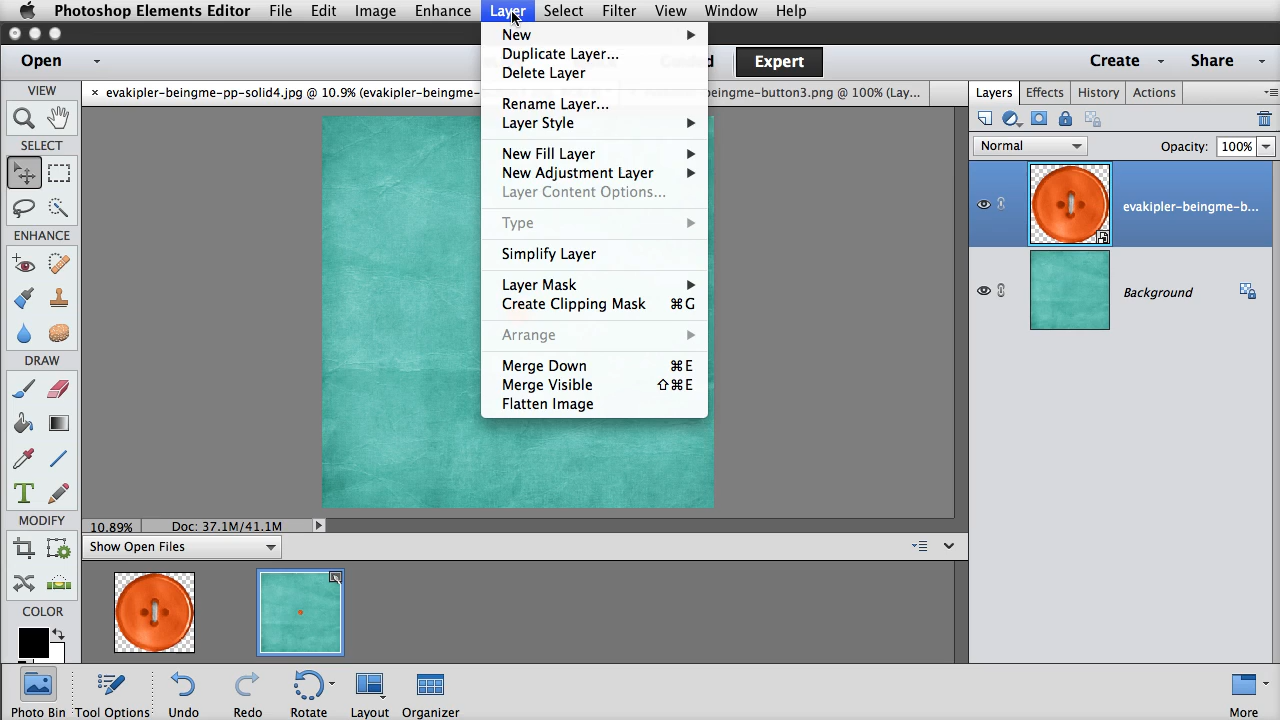 Photoshop Elements Editor File Edit Image Enhance Layer Select Filter View Window Help
Open Expert Create Share
VIEW
× evakipler-beingme-pp-solid4.jpg @ 10.9% (evakipler-beingme- beingme-button3.png @ 100% (Lay...
Layers Effects History Actions
Normal Opacity: 100%
evakipler-beingme-b...
Background
New
Duplicate Layer...
Delete Layer
Rename Layer...
Layer Style
New Fill Layer
New Adjustment Layer
Layer Content Options...
Type
Simplify Layer
Layer Mask
Create Clipping Mask ⌘G
Arrange
Merge Down ⌘E
Merge Visible ⇧⌘E
Flatten Image
SELECT
ENHANCE
DRAW
T
MODIFY
COLOR
10.89% Doc: 37.1M/41.1M
Show Open Files
Photo Bin Tool Options Undo Redo Rotate Layout Organizer More